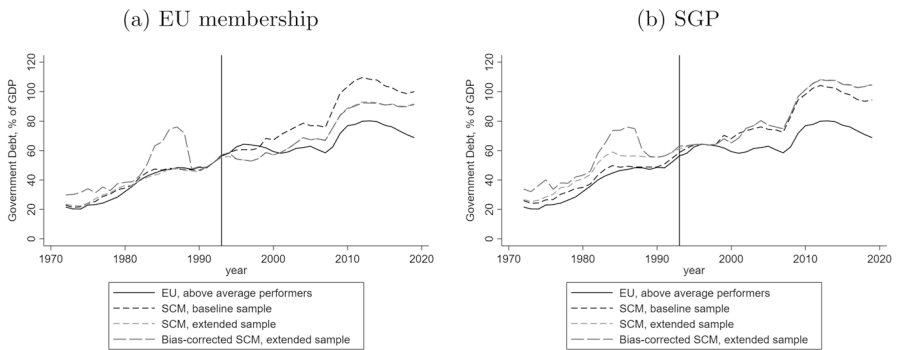 (a) EU membership
Government Debt, % of GDP
120
100
80
60
40
20
0
1970
1980
1990
2000
2010
2020
year
EU, above average performers
SCM, baseline sample
SCM, extended sample
Bias-corrected SCM, extended sample
(b) SGP
Government Debt, % of GDP
120
100
80
60
40
20
0
1970
1980
1990
2000
2010
2020
year
EU, above average performers
SCM, baseline sample
SCM, extended sample
Bias-corrected SCM, extended sample